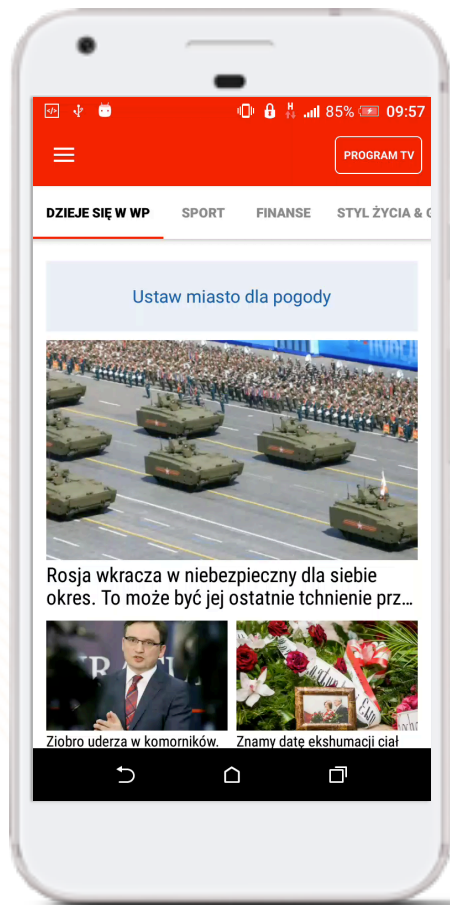 H
85%
09:57
PROGRAM TV
DZIEJE SIĘ W WP
SPORT
FINANSE
STYL ŻYCIA &
Ustaw miasto dla pogody
Rosja wkracza w niebezpieczny dla siebie
okres. To może być jej ostatnie tchnienie prz...
Ziobro uderza w komorników.
Znamy datę ekshumacji ciał